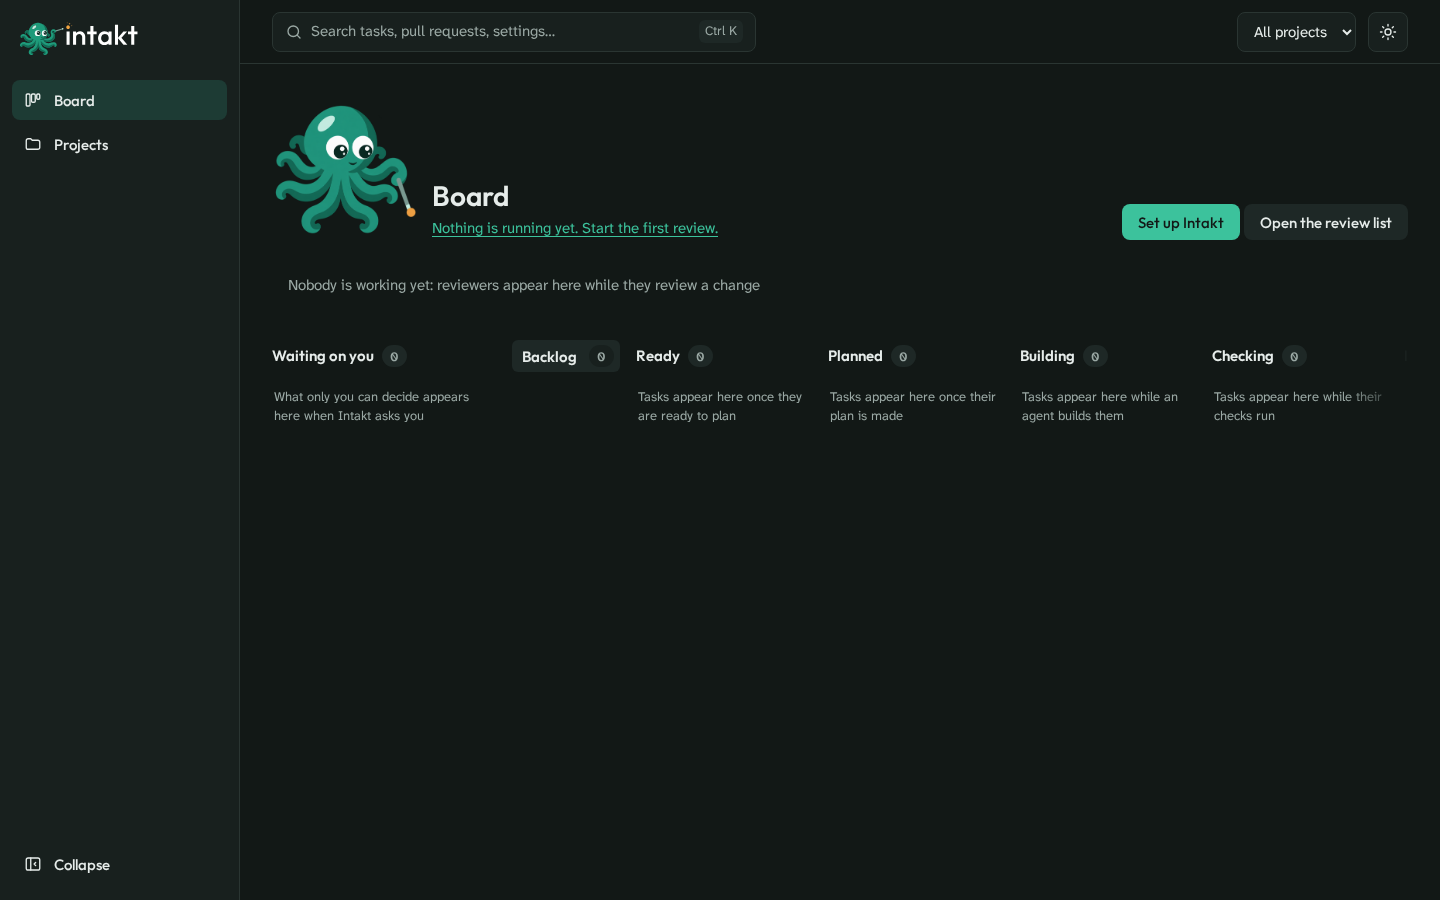 intakt
Search tasks, pull requests, settings...
Ctrl K
All projects
Board
Projects
Board
Nothing is running yet. Start the first review.
Set up Intakt
Open the review list
Nobody is working yet: reviewers appear here while they review a change
Waiting on you 0
Backlog 0
Ready 0
Planned 0
Building 0
Checking 0
What only you can decide appears
here when Intakt asks you
Tasks appear here once they
are ready to plan
Tasks appear here once their
plan is made
Tasks appear here while an
agent builds them
Tasks appear here while their
checks run
Collapse